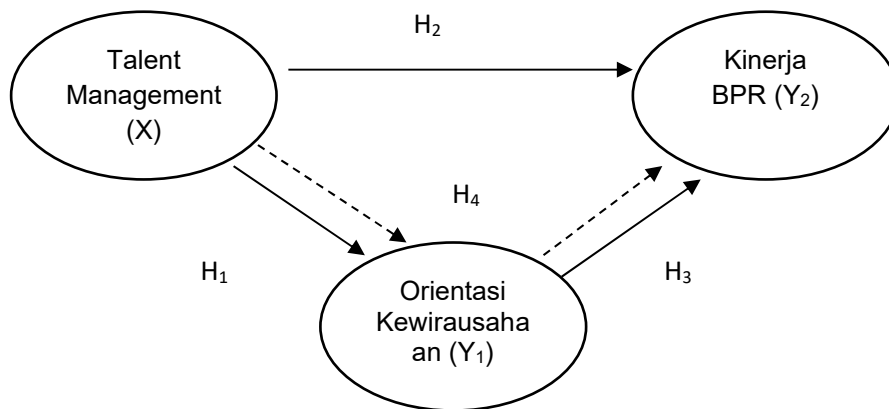 H₂
Talent
Management
(X)
Kinerja
BPR (Y₂)
H₄
H₁
H₃
Orientasi
Kewirausaha
an (Y₁)